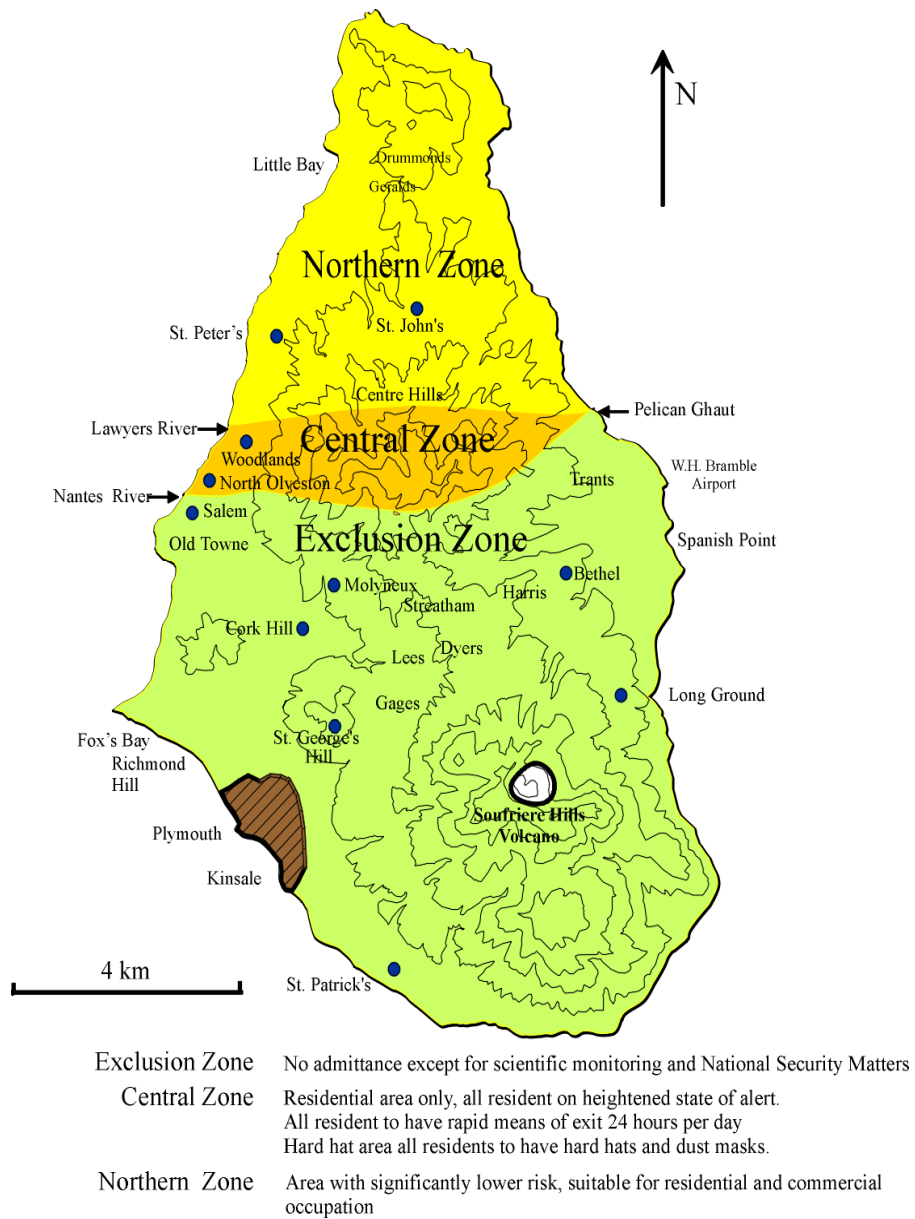 N
Little Bay
Drummonds
Geralds
Northern Zone
St. John's
St. Peter's
Centre Hills
Pelican Ghaut
Lawyers River
Central Zone
Woodlands
North Olveston
Nantes River
Trants
W.H. Bramble
Airport
Salem
Old Towne
Exclusion Zone
Spanish Point
Molyneux
Bethel
Harris
Streatham
Cork Hill
Dyers
Lees
Gages
Long Ground
St. George's
Hill
Fox's Bay
Richmond
Hill
Soufriere Hills
Volcano
Plymouth
Kinsale
4 km
St. Patrick's
Exclusion Zone No admittance except for scientific monitoring and National Security Matters
Central Zone Residential area only, all resident on heightened state of alert.
All resident to have rapid means of exit 24 hours per day
Hard hat area all residents to have hard hats and dust masks.
Northern Zone Area with significantly lower risk, suitable for residential and commercial
occupation